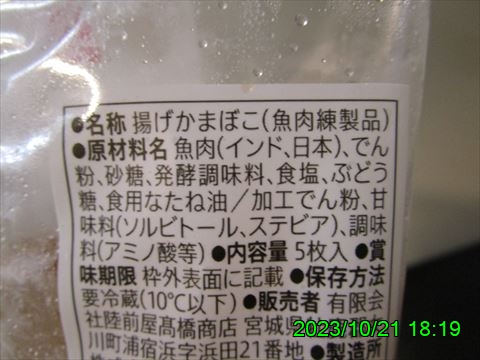 ●名称 揚げかまぼこ(魚肉練製品)
●原材料名 魚肉(インド、日本)、でん
粉、砂糖、発酵調味料、食塩、ぶどう
糖、食用なたね油/加工でん粉、甘
味料(ソルビトール、ステビア)、調味
料(アミノ酸等) ●内容量 5枚入 ●賞
味期限 枠外表面に記載 ●保存方法
要冷蔵(10℃以下) ●販売者 有限会
社陸前屋髙橋商店 宮城県
川町浦宿浜字浜田21番地 ●製造所
2023/10/21 18:19